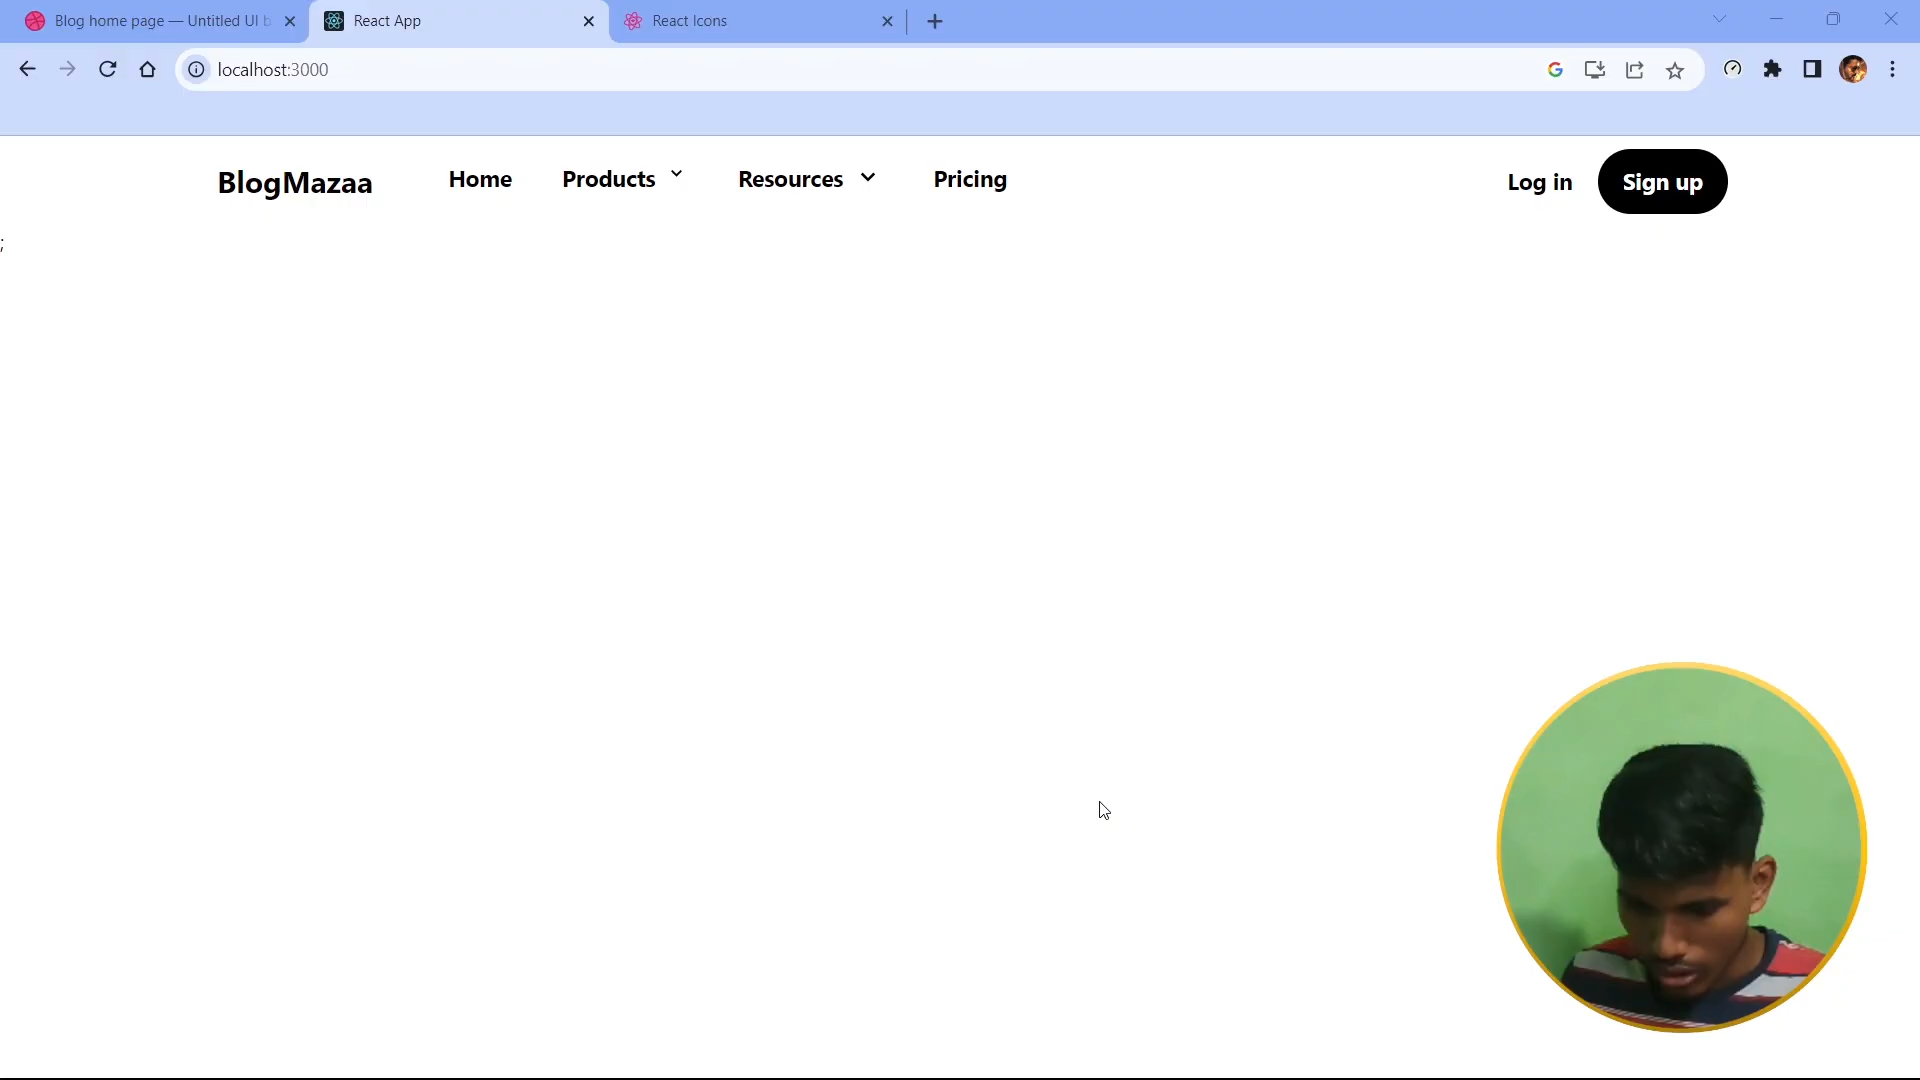 Blog home page — Untitled UI b
React App
React Icons
localhost:3000
BlogMazaa
Home
Products
Resources
Pricing
Log in
Sign up
;